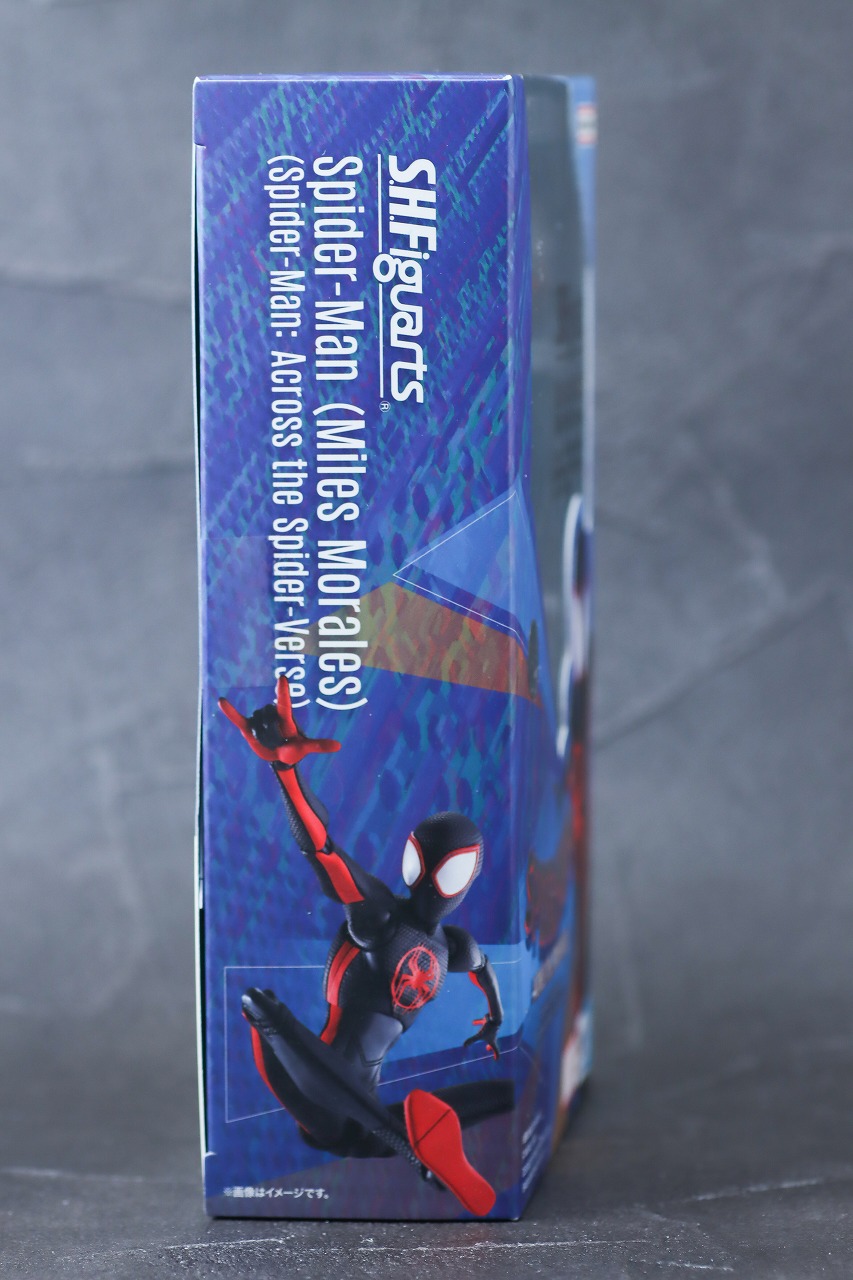 S.H.Figuarts®
Spider-Man (Miles Morales)
(Spider-Man: Across the Spider-Verse)
※画像はイメージです。